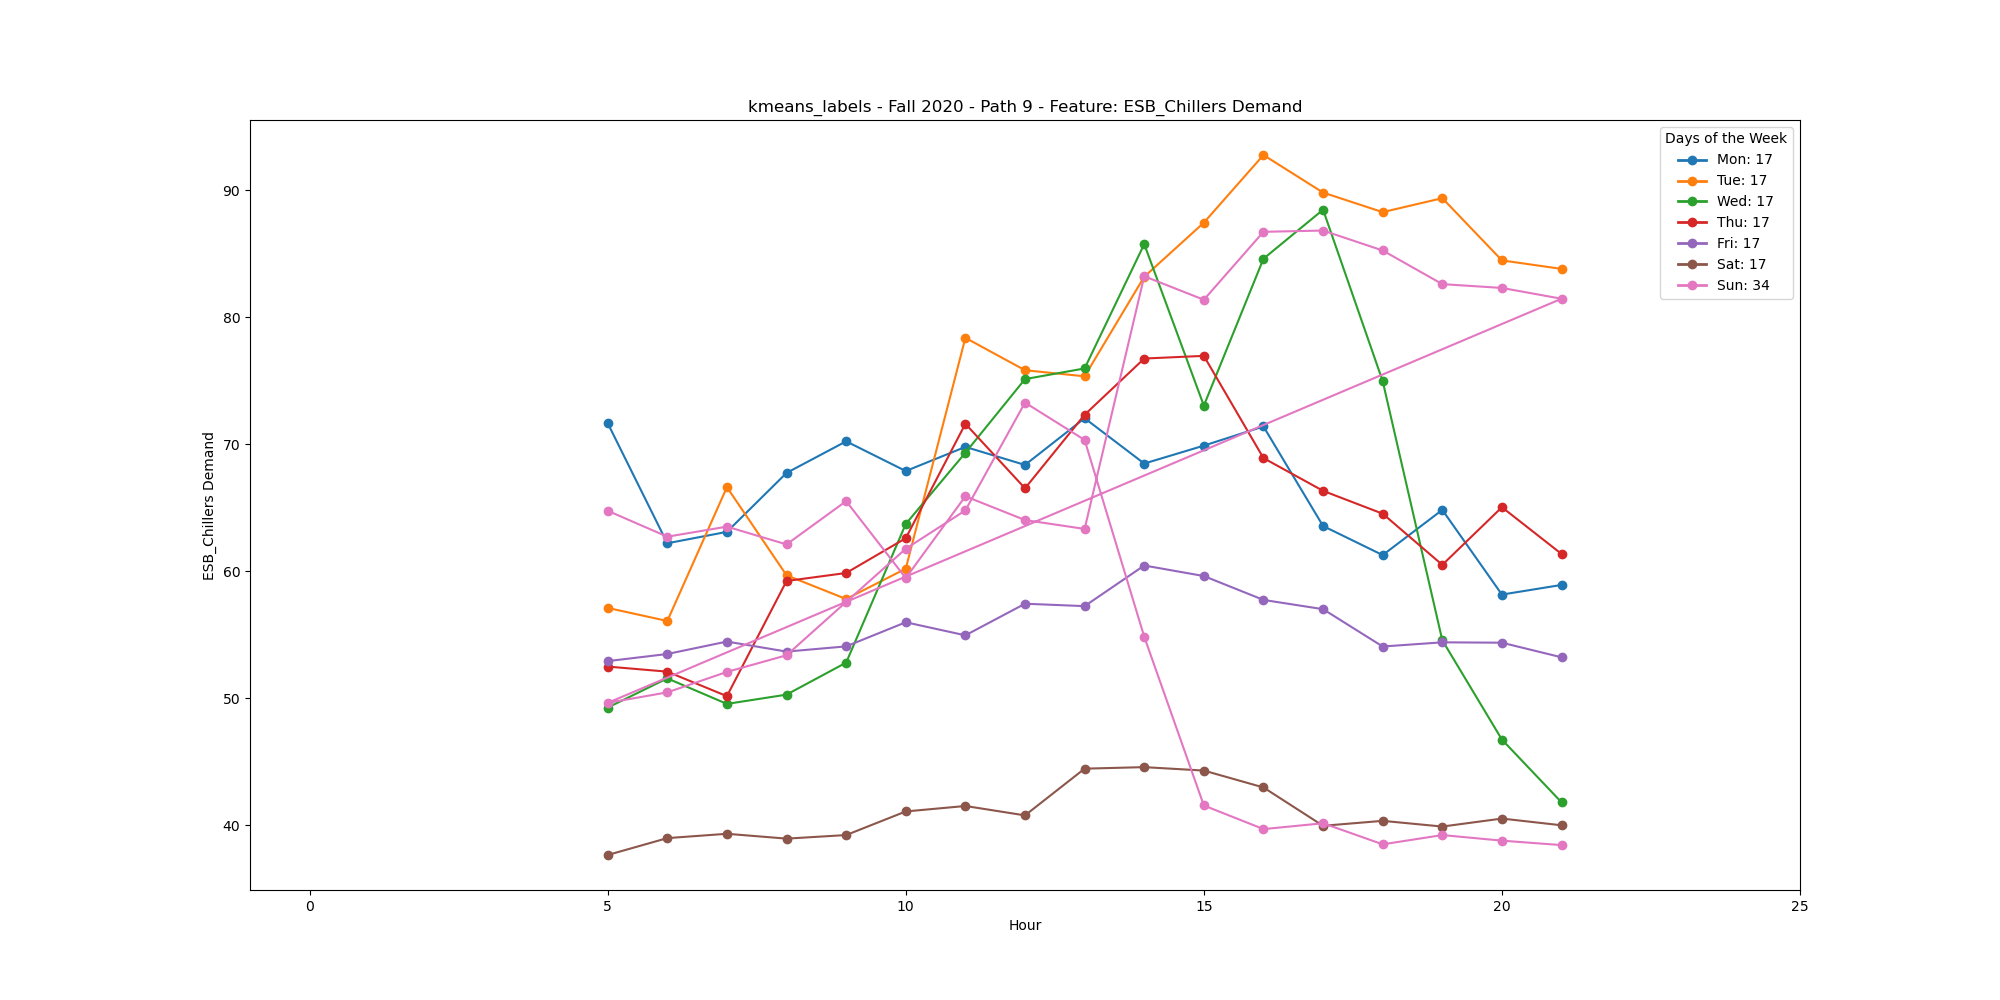 kmeans_labels - Fall 2020 - Path 9 - Feature: ESB_Chillers Demand
Days of the Week
Mon: 17
Tue: 17
Wed: 17
Thu: 17
Fri: 17
Sat: 17
Sun: 34
ESB_Chillers Demand
90
80
70
60
50
40
0 5 10 15 20 25
Hour